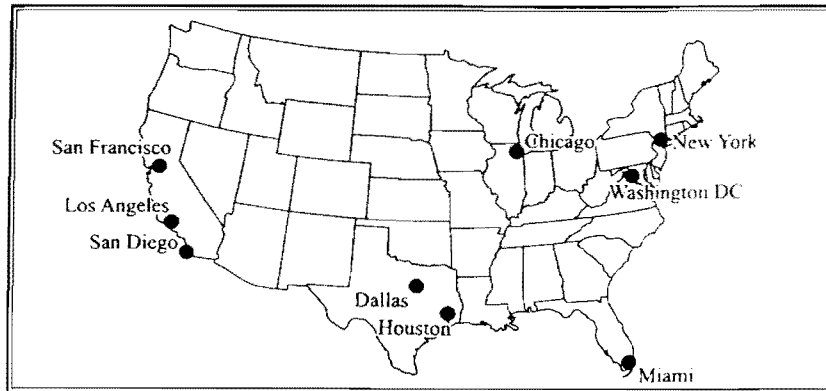 San Francisco
Los Angeles
San Diego
Dallas
Houston
Chicago
New York
Washington DC
Miami